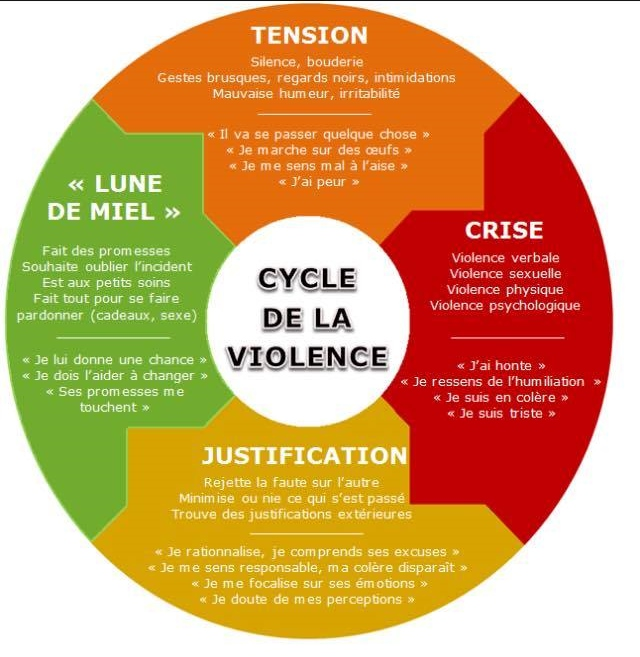 TENSION
Silence, bouderie
Gestes brusques, regards noirs, intimidations
Mauvaise humeur, irritabilité
« Il va se passer quelque chose »
« Je marche sur des œufs »
« Je me sens mal à l’aise »
« J’ai peur »
CRISE
Violence verbale
Violence sexuelle
Violence physique
Violence psychologique
« J’ai honte »
« Je ressens de l’humiliation »
« Je suis en colère »
« Je suis triste »
JUSTIFICATION
Rejette la faute sur l’autre
Minimise ou nie ce qui s’est passé
Trouve des justifications extérieures
« Je rationnalise, je comprends ses excuses »
« Je me sens responsable, ma colère disparaît »
« Je me focalise sur ses émotions »
« Je doute de mes perceptions »
« LUNE
DE MIEL »
Fait des promesses
Souhaite oublier l’incident
Est aux petits soins
Fait tout pour se faire
pardonner (cadeaux, sexe)
« Je lui donne une chance »
« Je dois l’aider à changer »
« Ses promesses me
touchent »
CYCLE
DE LA
VIOLENCE